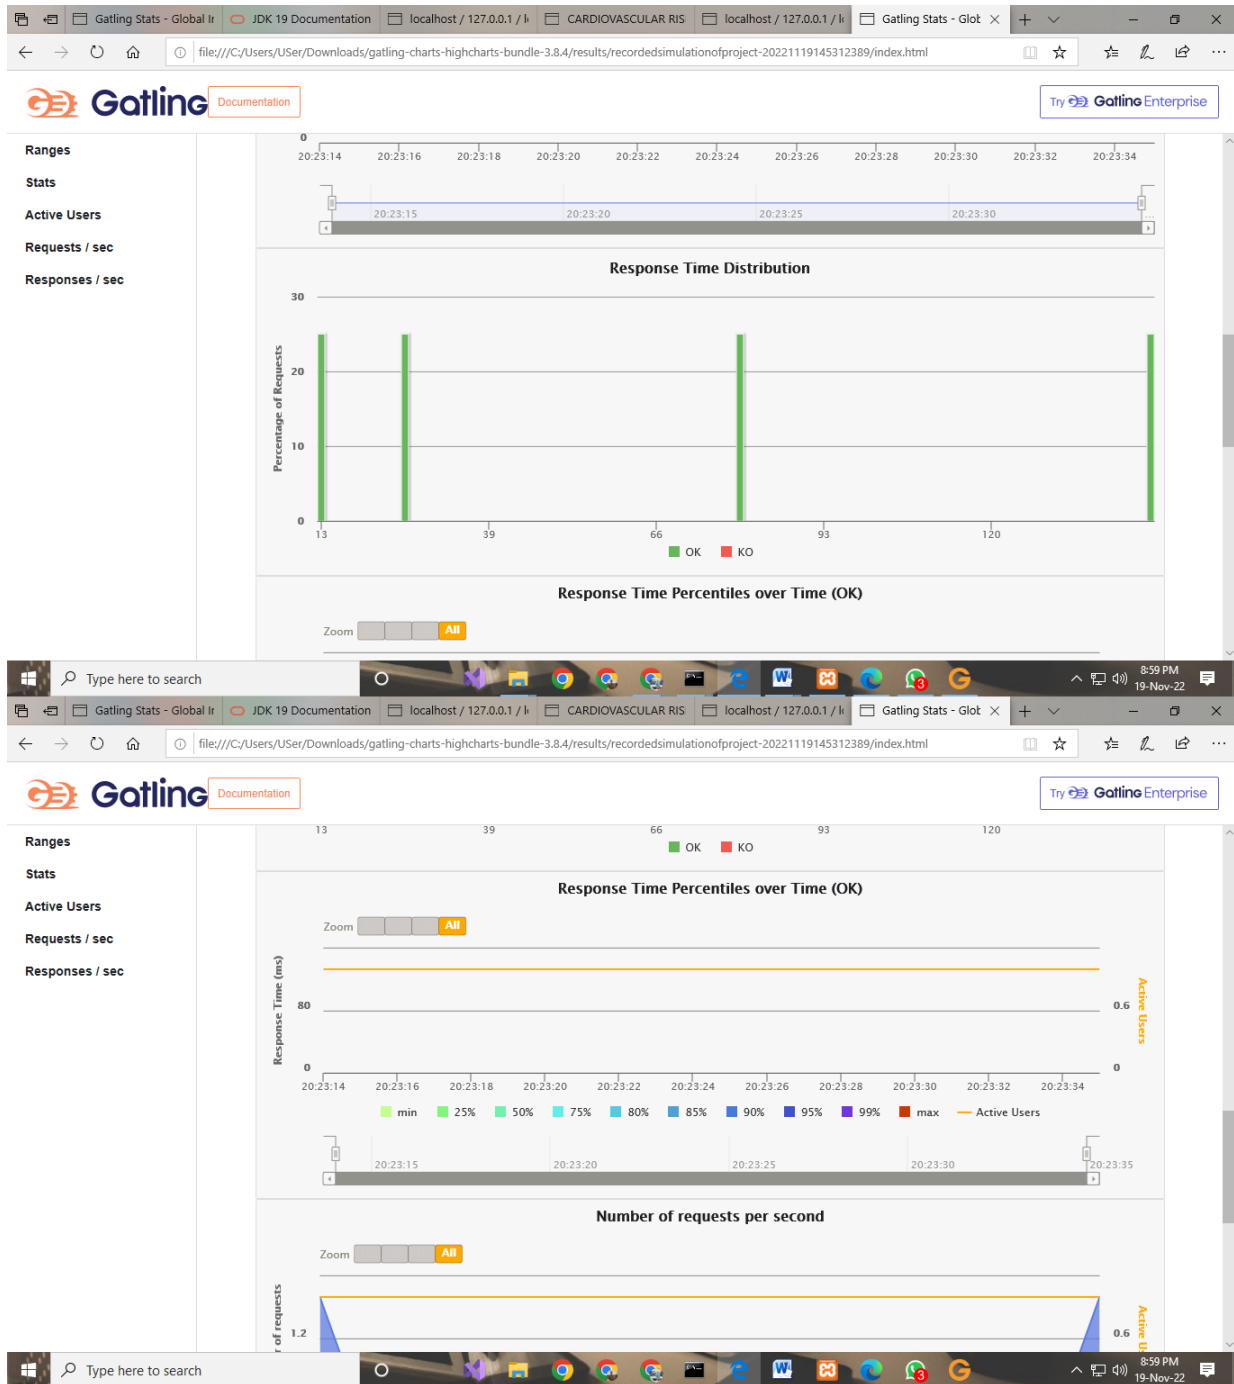 Gatling Stats - Global Ir JDK 19 Documentation localhost / 127.0.0.1 / CARDIOVASCULAR RIS localhost / 127.0.0.1 / Gatling Stats - Glob
file:///C:/Users/USer/Downloads/gatling-charts-highcharts-bundle-3.8.4/results/recordedsimulationofproject-20221119145312389/index.html
Gatling Documentation Try Gatling Enterprise
Ranges
Stats
Active Users
Requests / sec
Responses / sec
0
20:23:14 20:23:16 20:23:18 20:23:20 20:23:22 20:23:24 20:23:26 20:23:28 20:23:30 20:23:32 20:23:34
20:23:15 20:23:20 20:23:25 20:23:30 ...
Response Time Distribution
Percentage of Requests
30
20
10
0
13 39 66 93 120
OK KO
Response Time Percentiles over Time (OK)
Zoom All
Type here to search W 3 G 8:59 PM
19-Nov-22
Gatling Stats - Global Ir JDK 19 Documentation localhost / 127.0.0.1 / CARDIOVASCULAR RIS localhost / 127.0.0.1 / Gatling Stats - Glob
file:///C:/Users/USer/Downloads/gatling-charts-highcharts-bundle-3.8.4/results/recordedsimulationofproject-20221119145312389/index.html
Gatling Documentation Try Gatling Enterprise
Ranges
Stats
Active Users
Requests / sec
Responses / sec
13 39 66 93 120
OK KO
Response Time Percentiles over Time (OK)
Zoom All
Response Time (ms)
Active Users
80 0.6
0 0
20:23:14 20:23:16 20:23:18 20:23:20 20:23:22 20:23:24 20:23:26 20:23:28 20:23:30 20:23:32 20:23:34
min 25% 50% 75% 80% 85% 90% 95% 99% max Active Users
20:23:15 20:23:20 20:23:25 20:23:30 20:23:35
Number of requests per second
Zoom All
of requests
Active U
1.2 0.6
Type here to search W 3 G 8:59 PM
19-Nov-22